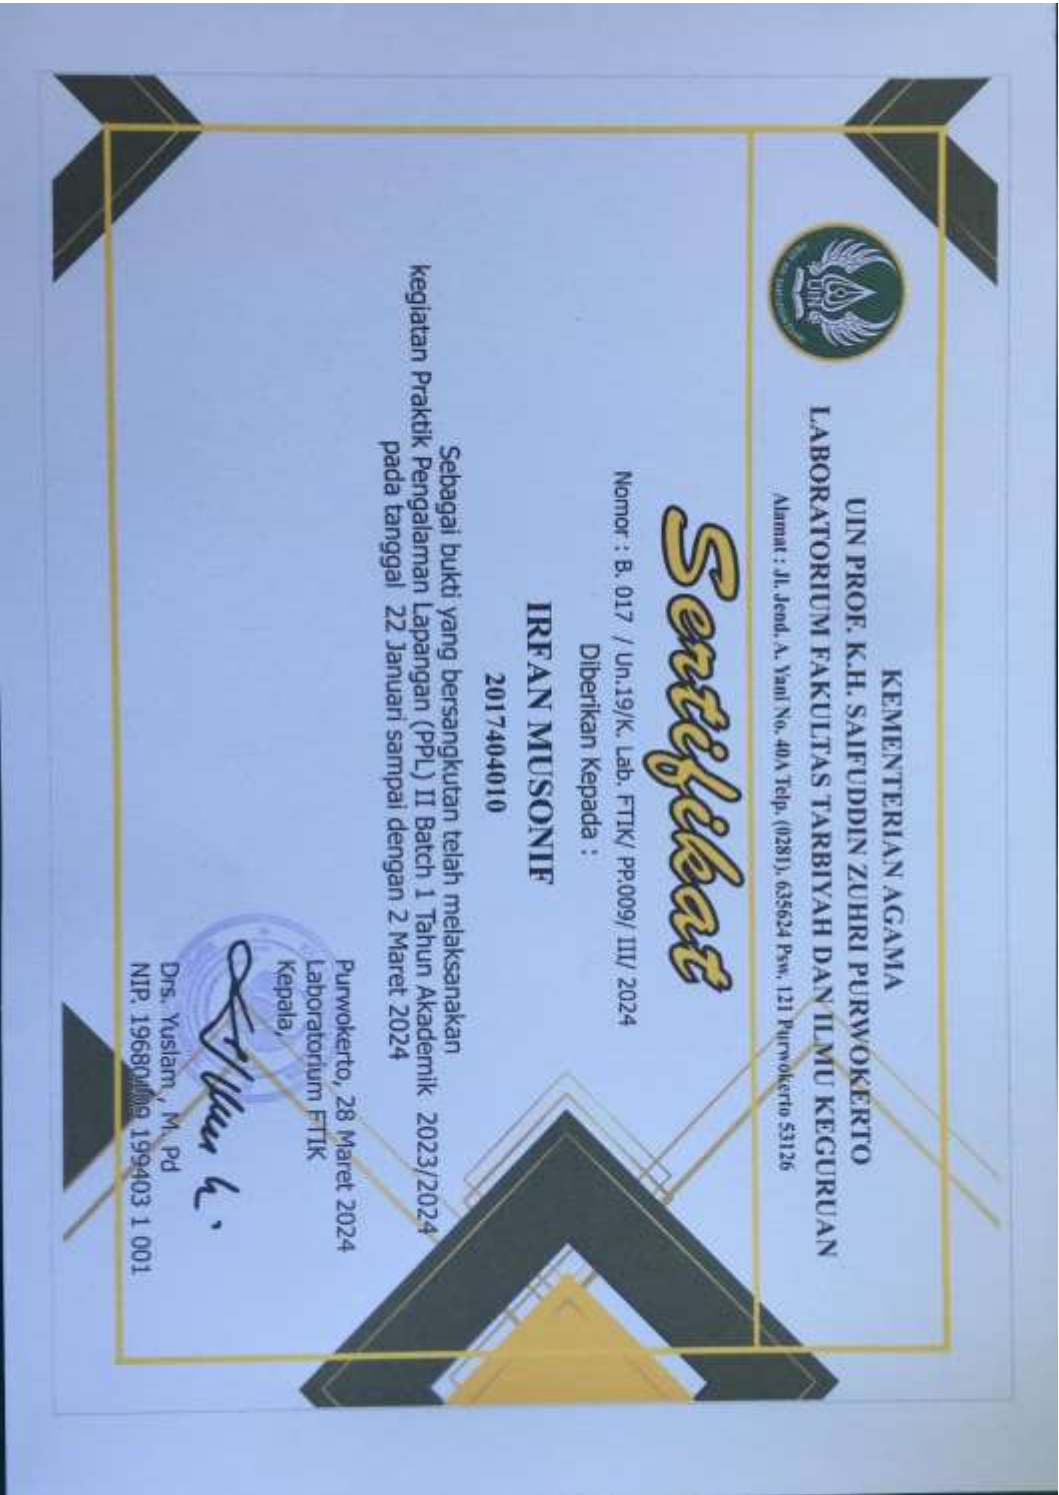 KEMENTERIAN AGAMA
UIN PROF. K.H. SAIFUDDIN ZUHRI PURWOKERTO
LABORATORIUM FAKULTAS TARBIYAH DAN ILMU KEGURUAN
Alamat : Jl. Jend. A. Yani No. 40A Telp. (0281). 635624 Psw. 121 Purwokerto 53126
UIN
Sertifikat
Nomor : B. 017 / Un.19/K. Lab. FTIK/ PP.009/ III/ 2024
Diberikan Kepada :
IRFAN MUSONIF
2017404010
Sebagai bukti yang bersangkutan telah melaksanakan
kegiatan Praktik Pengalaman Lapangan (PPL) II Batch 1 Tahun Akademik 2023/2024
pada tanggal 22 Januari sampai dengan 2 Maret 2024
Purwokerto, 28 Maret 2024
Laboratorium FTIK
Kepala,
Drs. Yuslam., M. Pd
NIP. 199403 1 001